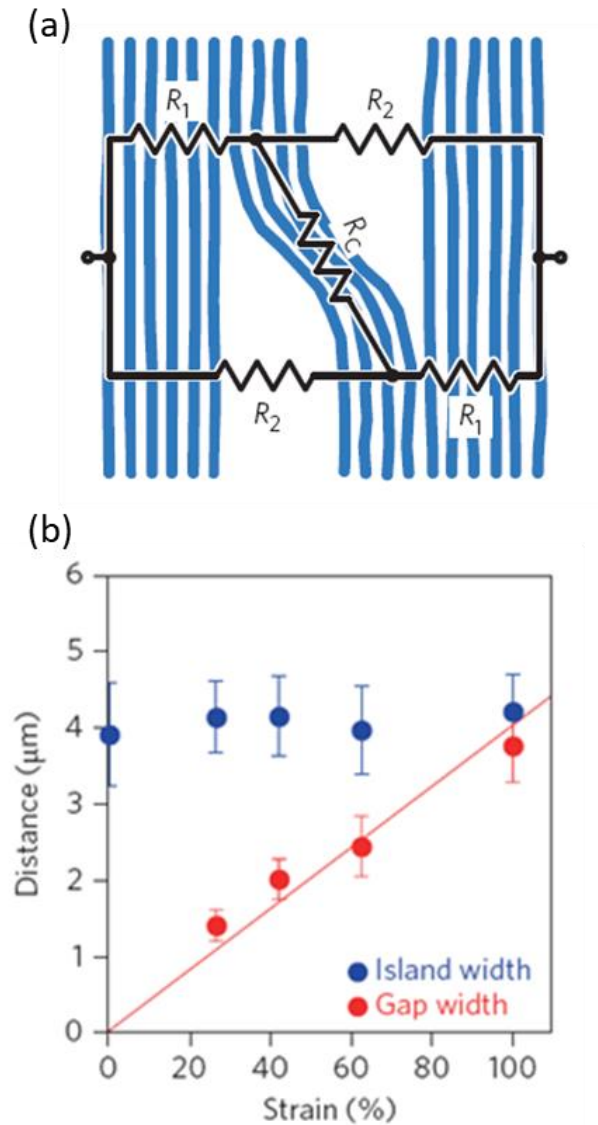 (a)
R1
R2
RC
R2
R1
(b)
6
5
4
3
2
1
0
Distance (μm)
Island width
Gap width
0
20
40
60
80
100
Strain (%)